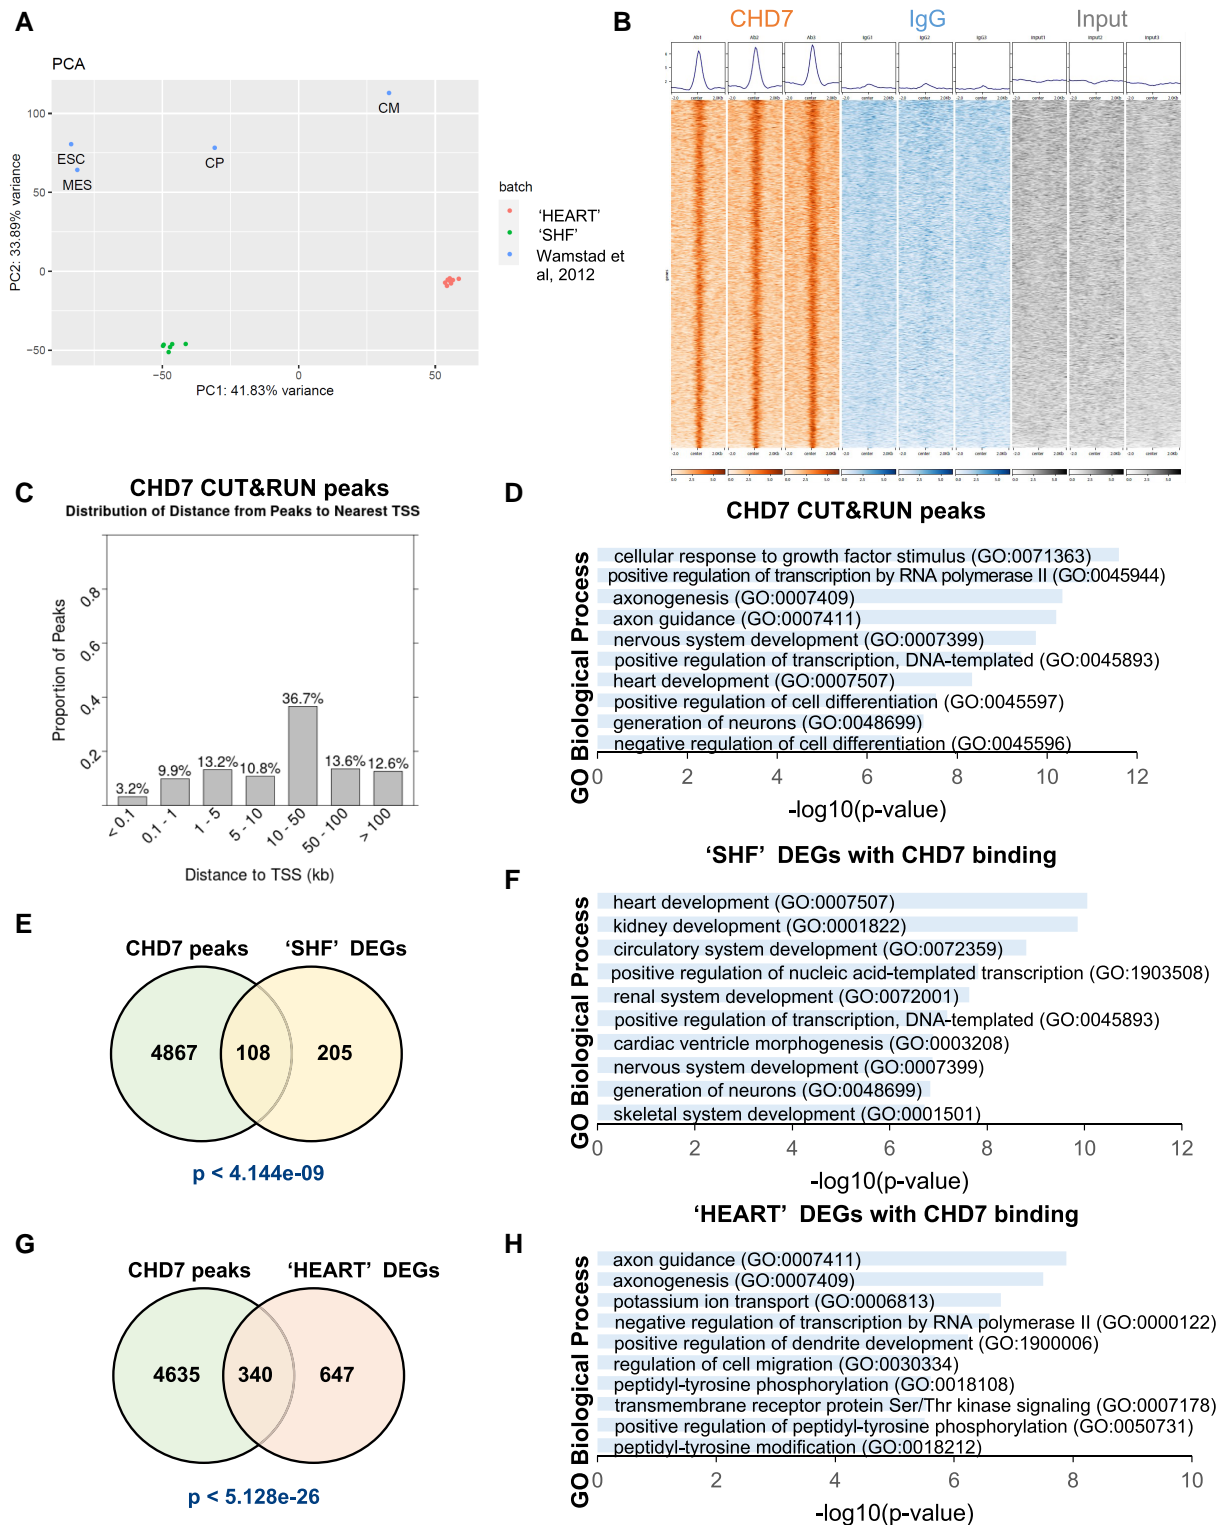 A
PCA
100
50
0
−50
−50
0
50
PC2: 33.89% variance
PC1: 41.83% variance
CM
ESC
CP
MES
batch
‘HEART’
‘SHF’
Wamstad et
al, 2012
B
CHD7
IgG
Input
Ab1
Ab2
Ab3
IgG1
IgG2
IgG3
Input1
Input2
Input3
-2.0 center 2.0Kb
C
CHD7 CUT&RUN peaks
Distribution of Distance from Peaks to Nearest TSS
Proportion of Peaks
0.8
0.6
0.4
0.2
3.2%
9.9%
13.2%
10.8%
36.7%
13.6%
12.6%
< 0.1
0.1 - 1
1 - 5
5 - 10
10 - 50
50 - 100
> 100
Distance to TSS (kb)
D
CHD7 CUT&RUN peaks
GO Biological Process
cellular response to growth factor stimulus (GO:0071363)
positive regulation of transcription by RNA polymerase II (GO:0045944)
axonogenesis (GO:0007409)
axon guidance (GO:0007411)
nervous system development (GO:0007399)
positive regulation of transcription, DNA-templated (GO:0045893)
heart development (GO:0007507)
positive regulation of cell differentiation (GO:0045597)
generation of neurons (GO:0048699)
negative regulation of cell differentiation (GO:0045596)
0 2 4 6 8 10 12
-log10(p-value)
E
CHD7 peaks
‘SHF’ DEGs
4867
108
205
p < 4.144e-09
F
‘SHF’ DEGs with CHD7 binding
GO Biological Process
heart development (GO:0007507)
kidney development (GO:0001822)
circulatory system development (GO:0072359)
positive regulation of nucleic acid-templated transcription (GO:1903508)
renal system development (GO:0072001)
positive regulation of transcription, DNA-templated (GO:0045893)
cardiac ventricle morphogenesis (GO:0003208)
nervous system development (GO:0007399)
generation of neurons (GO:0048699)
skeletal system development (GO:0001501)
0 2 4 6 8 10 12
-log10(p-value)
G
CHD7 peaks
‘HEART’ DEGs
4635
340
647
p < 5.128e-26
H
‘HEART’ DEGs with CHD7 binding
GO Biological Process
axon guidance (GO:0007411)
axonogenesis (GO:0007409)
potassium ion transport (GO:0006813)
negative regulation of transcription by RNA polymerase II (GO:0000122)
positive regulation of dendrite development (GO:1900006)
regulation of cell migration (GO:0030334)
peptidyl-tyrosine phosphorylation (GO:0018108)
transmembrane receptor protein Ser/Thr kinase signaling (GO:0007178)
positive regulation of peptidyl-tyrosine phosphorylation (GO:0050731)
peptidyl-tyrosine modification (GO:0018212)
0 2 4 6 8 10
-log10(p-value)